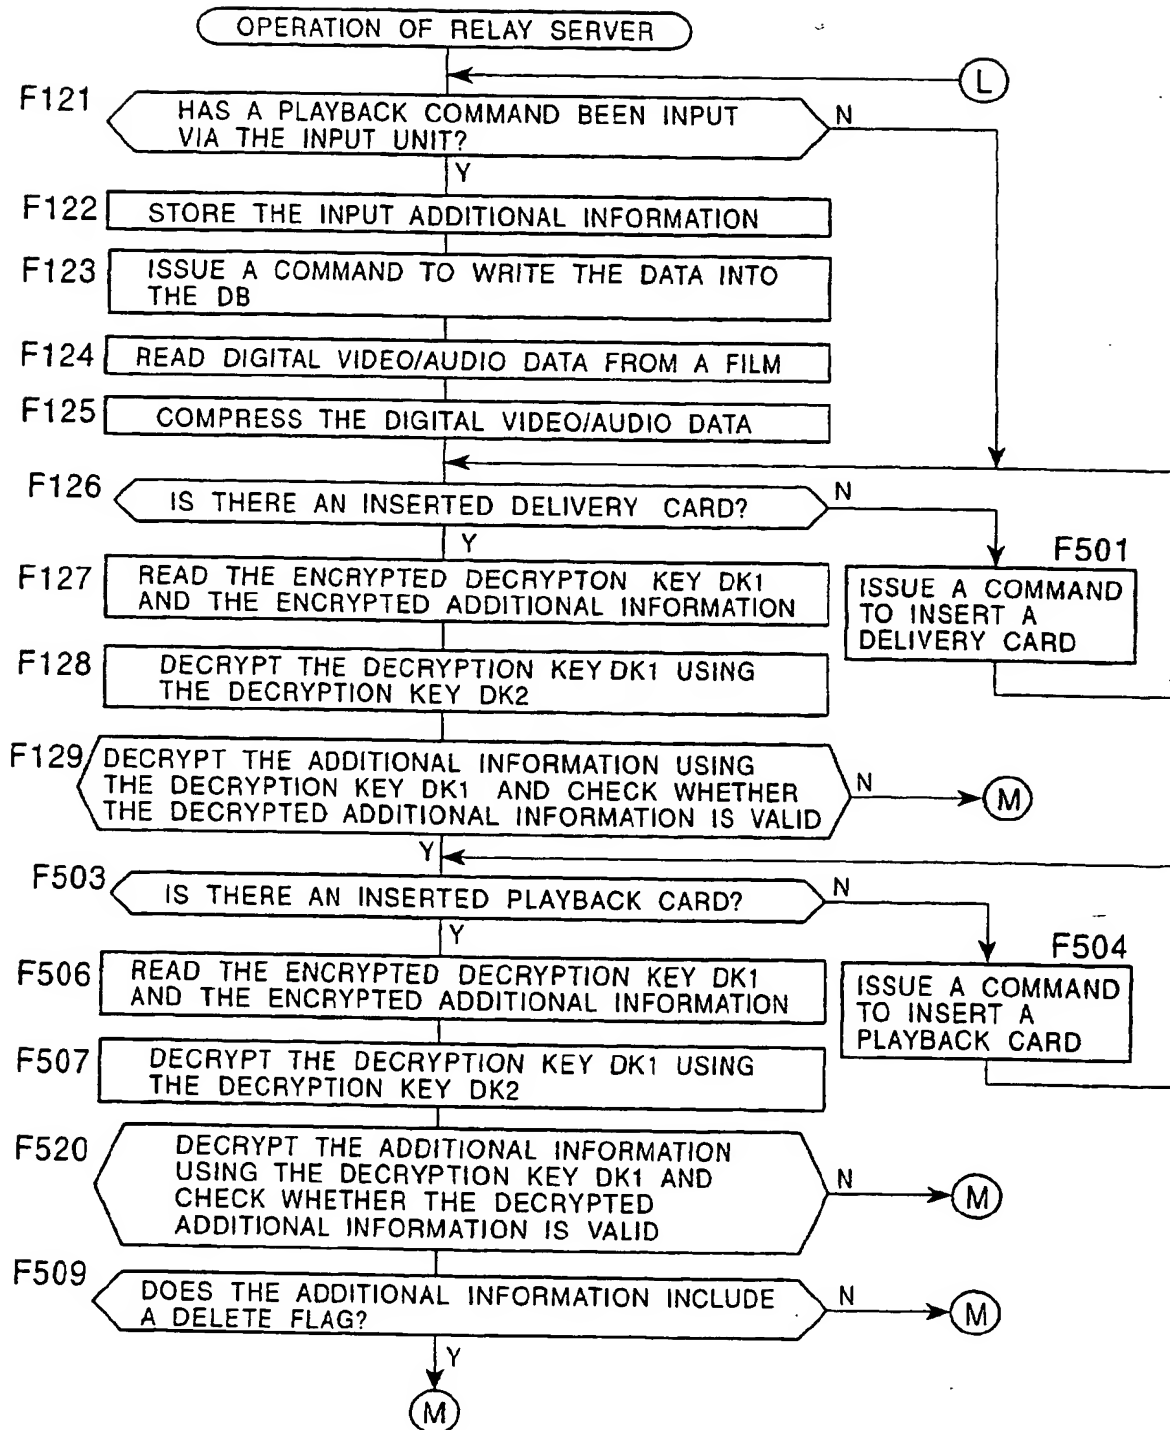 OPERATION OF RELAY SERVER
L
F121
HAS A PLAYBACK COMMAND BEEN INPUT
VIA THE INPUT UNIT?
N
Y
F122
STORE THE INPUT ADDITIONAL INFORMATION
F123
ISSUE A COMMAND TO WRITE THE DATA INTO
THE DB
F124
READ DIGITAL VIDEO/AUDIO DATA FROM A FILM
F125
COMPRESS THE DIGITAL VIDEO/AUDIO DATA
F126
IS THERE AN INSERTED DELIVERY CARD?
N
Y
F501
ISSUE A COMMAND
TO INSERT A
DELIVERY CARD
F127
READ THE ENCRYPTED DECRYPTON KEY DK1
AND THE ENCRYPTED ADDITIONAL INFORMATION
F128
DECRYPT THE DECRYPTION KEY DK1 USING
THE DECRYPTION KEY DK2
F129
DECRYPT THE ADDITIONAL INFORMATION USING
THE DECRYPTION KEY DK1 AND CHECK WHETHER
THE DECRYPTED ADDITIONAL INFORMATION IS VALID
N
M
Y
F503
IS THERE AN INSERTED PLAYBACK CARD?
N
Y
F504
ISSUE A COMMAND
TO INSERT A
PLAYBACK CARD
F506
READ THE ENCRYPTED DECRYPTION KEY DK1
AND THE ENCRYPTED ADDITIONAL INFORMATION
F507
DECRYPT THE DECRYPTION KEY DK1 USING
THE DECRYPTION KEY DK2
F520
DECRYPT THE ADDITIONAL INFORMATION
USING THE DECRYPTION KEY DK1 AND
CHECK WHETHER THE DECRYPTED
ADDITIONAL INFORMATION IS VALID
N
M
F509
DOES THE ADDITIONAL INFORMATION INCLUDE
A DELETE FLAG?
N
M
Y
M